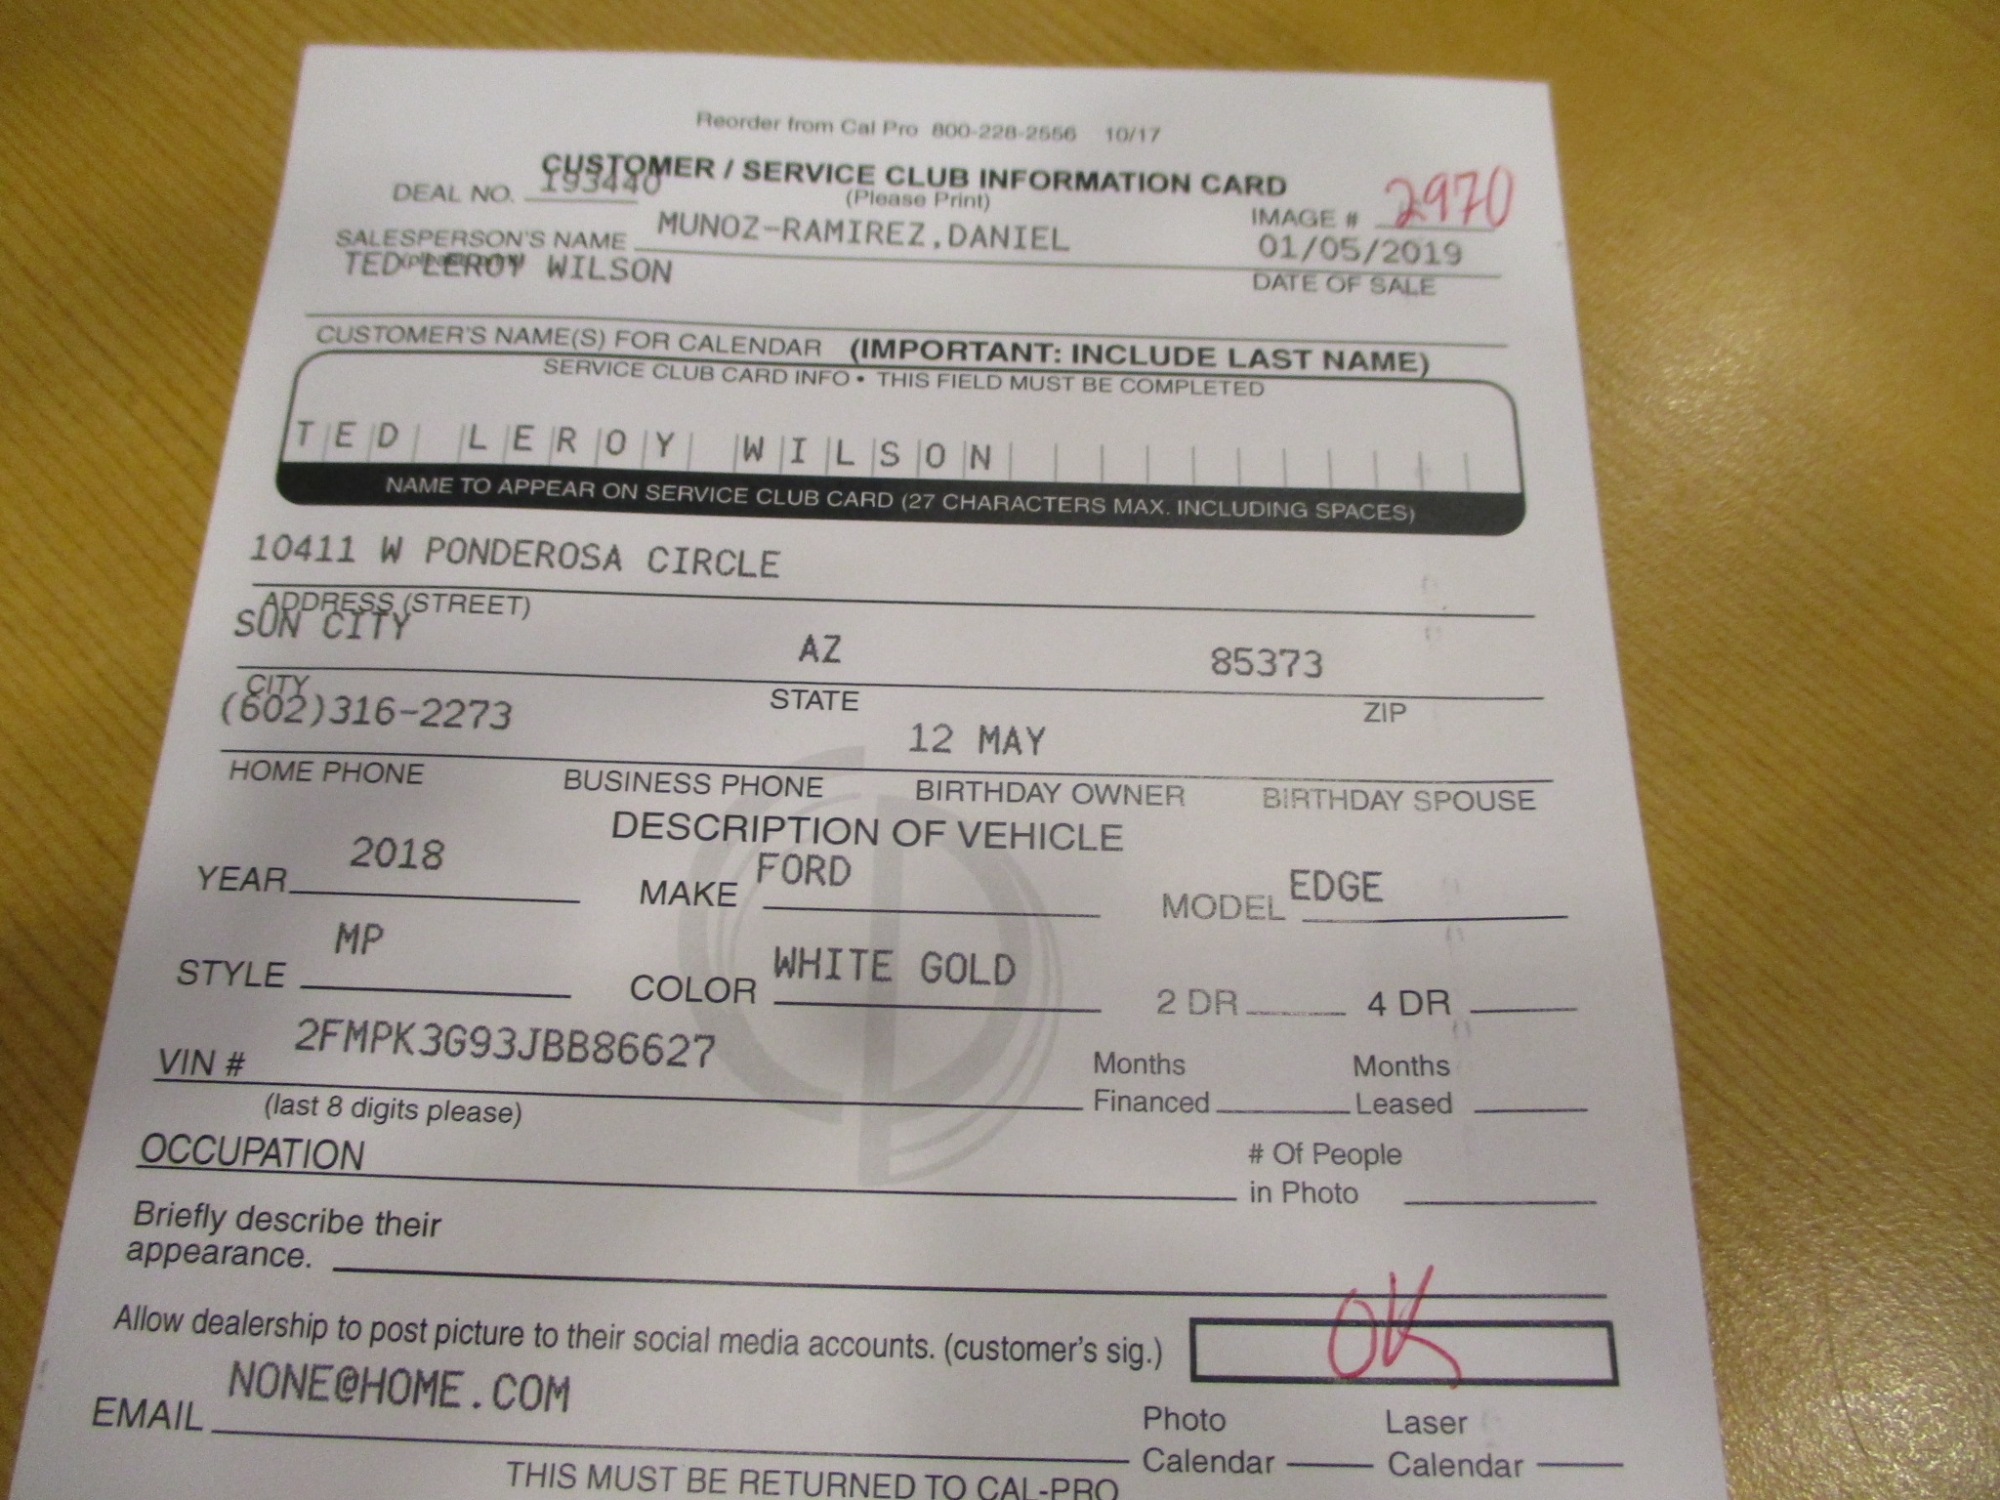 Reorder from Cal Pro 800-228-2556 10/17
CUSTOMER / SERVICE CLUB INFORMATION CARD
(Please Print)
DEAL NO. 193440
IMAGE # 2970
SALESPERSON'S NAME MUNOZ-RAMIREZ,DANIEL
01/05/2019
DATE OF SALE
TED LEROY WILSON
CUSTOMER'S NAME(S) FOR CALENDAR (IMPORTANT: INCLUDE LAST NAME)
SERVICE CLUB CARD INFO • THIS FIELD MUST BE COMPLETED
TED LEROY WILSON
NAME TO APPEAR ON SERVICE CLUB CARD (27 CHARACTERS MAX. INCLUDING SPACES)
10411 W PONDEROSA CIRCLE
ADDRESS (STREET)
SUN CITY AZ 85373
CITY STATE ZIP
(602)316-2273 12 MAY
HOME PHONE BUSINESS PHONE BIRTHDAY OWNER BIRTHDAY SPOUSE
DESCRIPTION OF VEHICLE
YEAR 2018 MAKE FORD MODEL EDGE
STYLE MP COLOR WHITE GOLD 2 DR 4 DR
VIN # 2FMPK3G93JBB86627
(last 8 digits please)
Months Financed Months Leased
OCCUPATION
# Of People in Photo
Briefly describe their
appearance.
Allow dealership to post picture to their social media accounts. (customer's sig.) OK
EMAIL NONE@HOME.COM
Photo Calendar Laser Calendar
THIS MUST BE RETURNED TO CAL-PRO